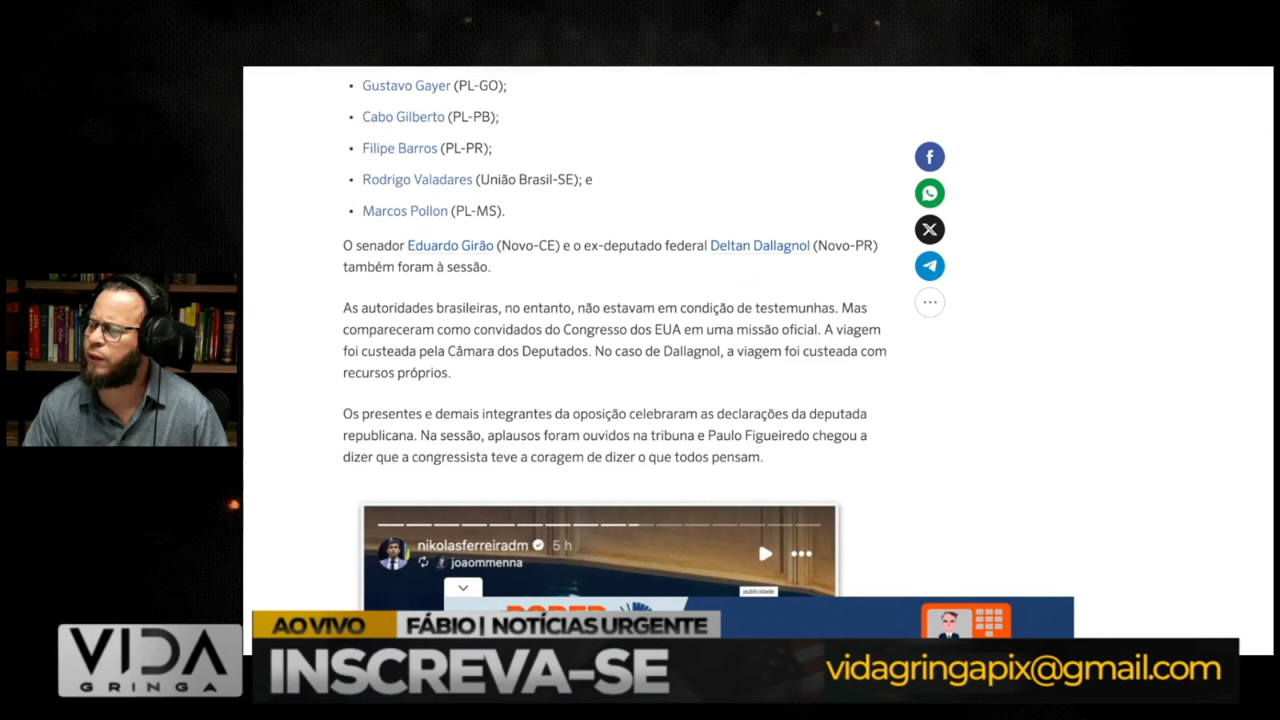 • Gustavo Gayer (PL-GO);
• Cabo Gilberto (PL-PB);
• Filipe Barros (PL-PR);
• Rodrigo Valadares (União Brasil-SE); e
• Marcos Pollon (PL-MS).
O senador Eduardo Girão (Novo-CE) e o ex-deputado federal Deltan Dallagnol (Novo-PR)
também foram à sessão.
As autoridades brasileiras, no entanto, não estavam em condição de testemunhas. Mas
compareceram como convidados do Congresso dos EUA em uma missão oficial. A viagem
foi custeada pela Câmara dos Deputados. No caso de Dallagnol, a viagem foi custeada com
recursos próprios.
Os presentes e demais integrantes da oposição celebraram as declarações da deputada
republicana. Na sessão, aplausos foram ouvidos na tribuna e Paulo Figueiredo chegou a
dizer que a congressista teve a coragem de dizer o que todos pensam.
nikolasferreiradm 5 h
joaommenna
publicidade
AO VIVO FÁBIO | NOTÍCIAS URGENTE
VIDA
GRINGA
INSCREVA-SE
vidagringapix@gmail.com